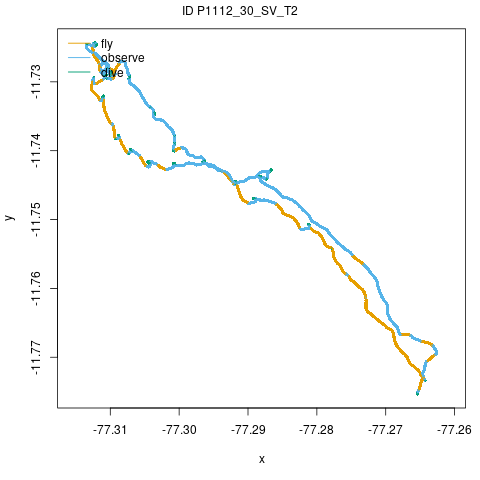 ID P1112_30_SV_T2
fly
observe
dive
-11.73
-11.74
-11.75
-11.76
-11.77
y
-77.31 -77.30 -77.29 -77.28 -77.27 -77.26
x